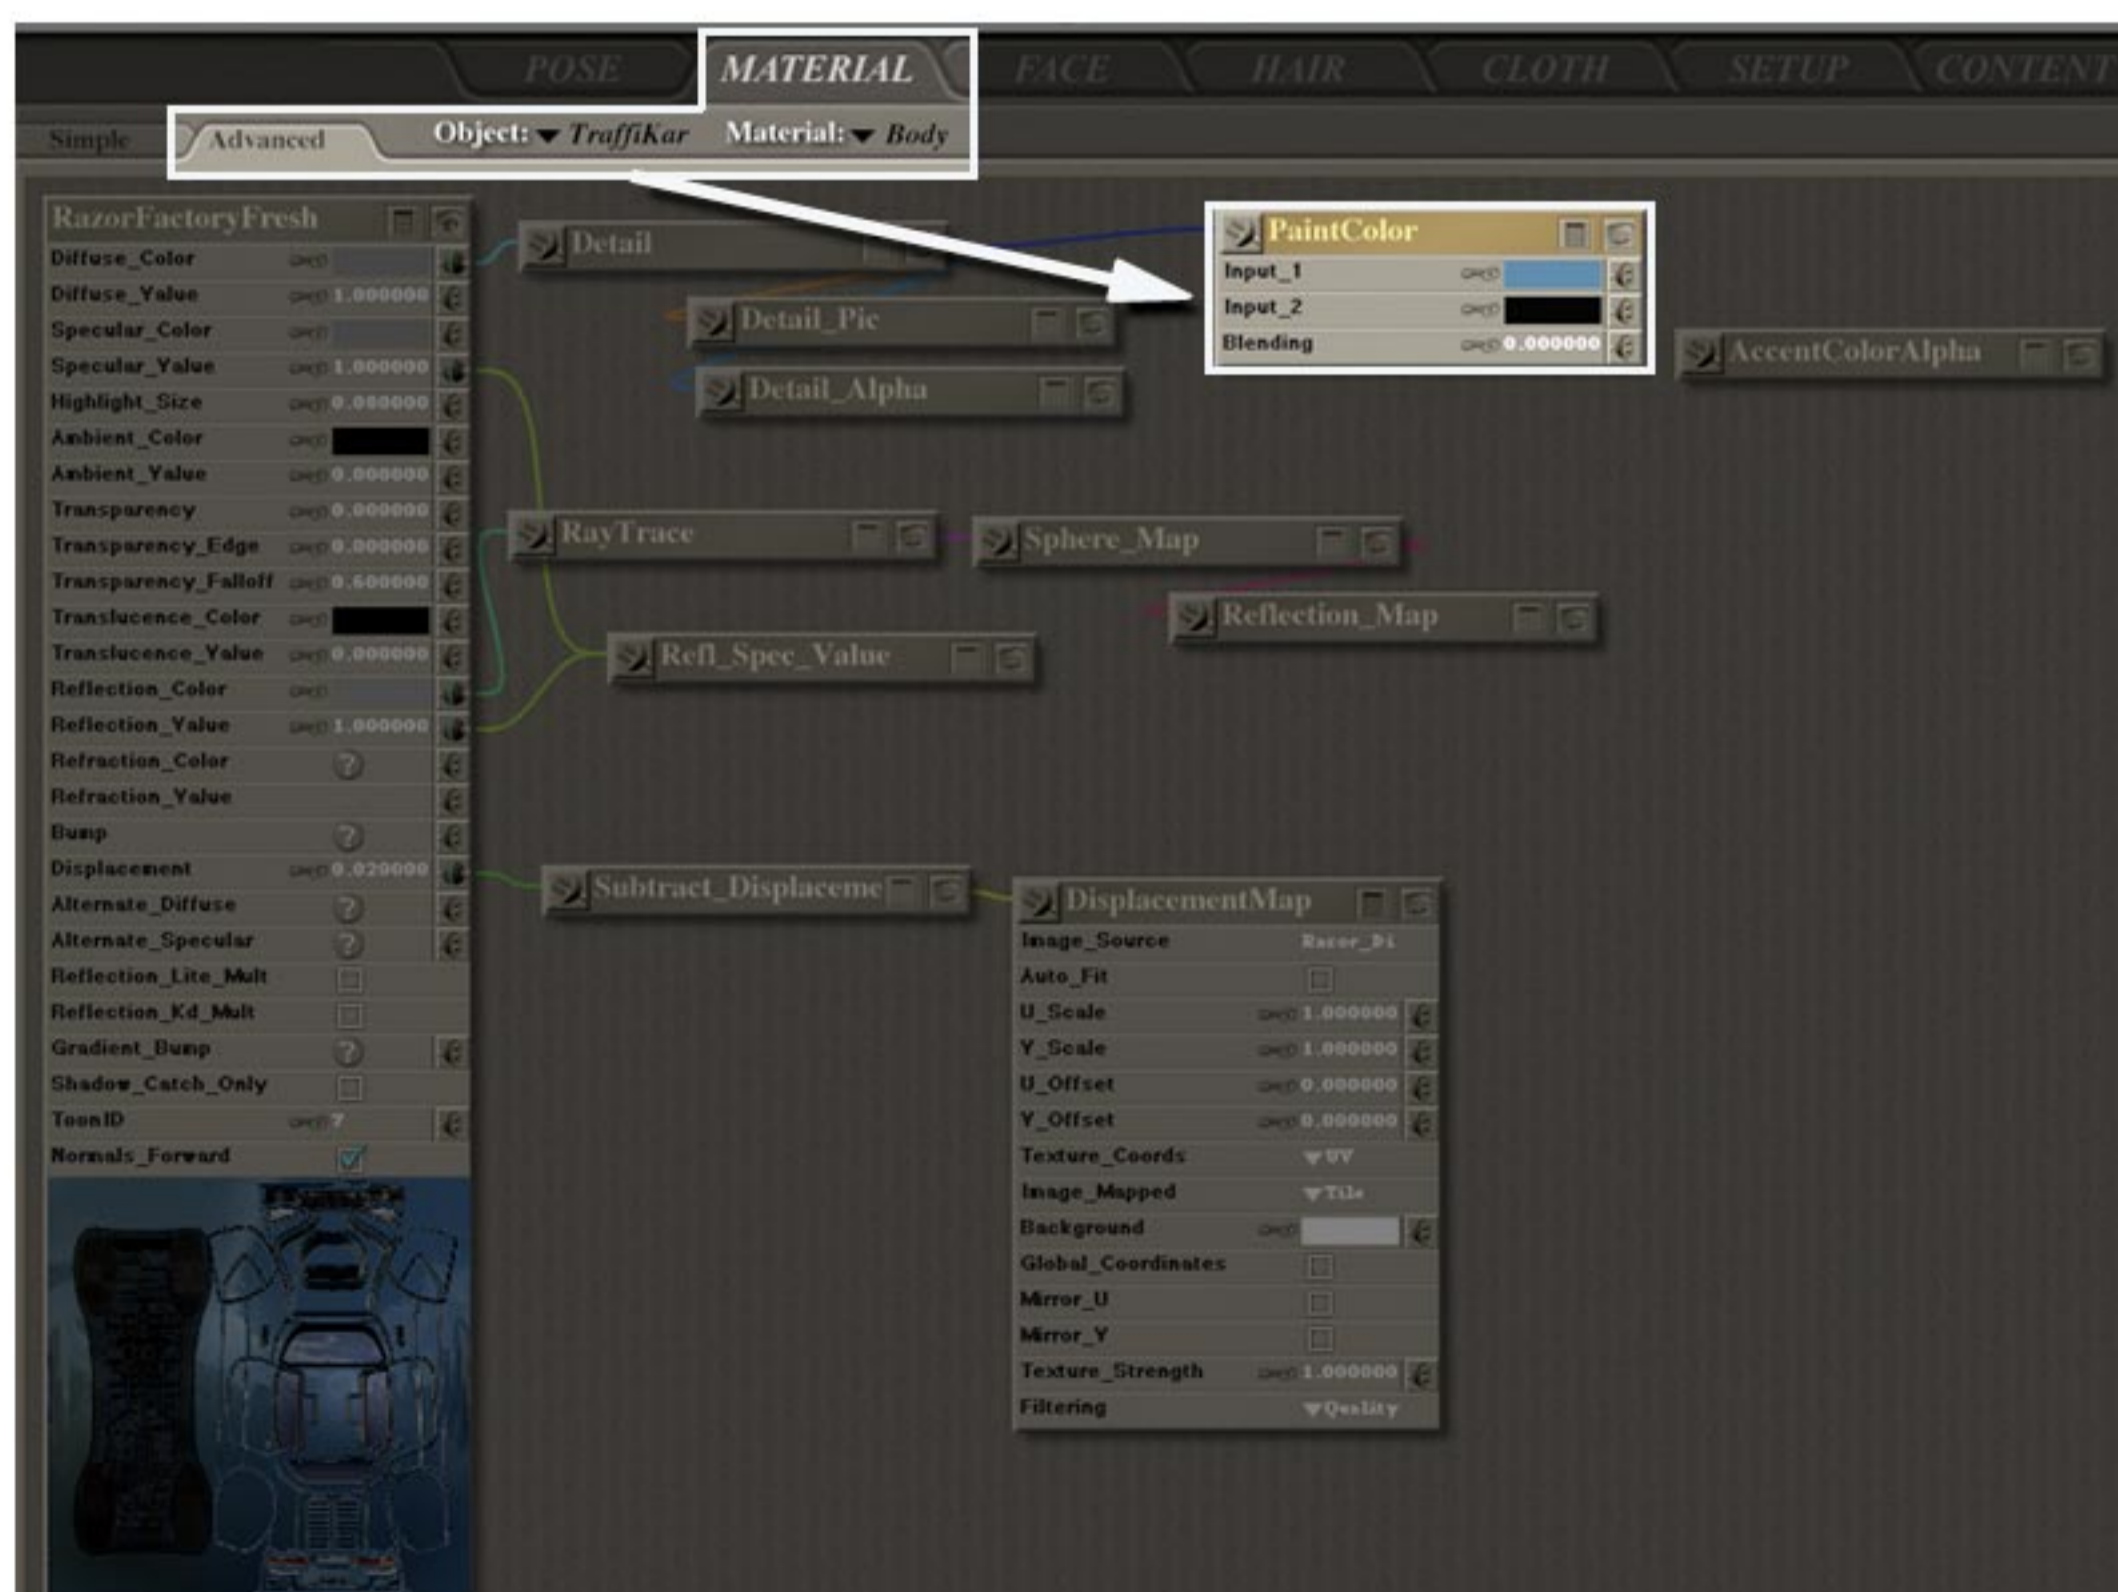 POSE MATERIAL FACE HAIR CLOTH SETUP CONTENT
Simple Advanced Object: TraffiKar Material: Body
RazorFactoryFresh
Diffuse_Color
Diffuse_Value 1.000000
Specular_Color
Specular_Value 1.000000
Highlight_Size 0.080000
Ambient_Color
Ambient_Value 0.000000
Transparency 0.000000
Transparency_Edge 0.000000
Transparency_Falloff 0.600000
Translucence_Color
Translucence_Value 0.000000
Reflection_Color
Reflection_Value 1.000000
Refraction_Color ?
Refraction_Value
Bump ?
Displacement 0.020000
Alternate_Diffuse ?
Alternate_Specular ?
Reflection_Lite_Mult
Reflection_Kd_Mult
Gradient_Bump ?
Shadow_Catch_Only
ToonID 7
Normals_Forward
Detail
Detail_Pic
Detail_Alpha
PaintColor
Input_1
Input_2
Blending 0.000000
AccentColorAlpha
RayTrace
Sphere_Map
Reflection_Map
Refl_Spec_Value
Subtract_Displaceme
DisplacementMap
Image_Source Razor_Di
Auto_Fit
U_Scale 1.000000
V_Scale 1.000000
U_Offset 0.000000
V_Offset 0.000000
Texture_Coords UV
Image_Mapped Tile
Background
Global_Coordinates
Mirror_U
Mirror_V
Texture_Strength 1.000000
Filtering Quality